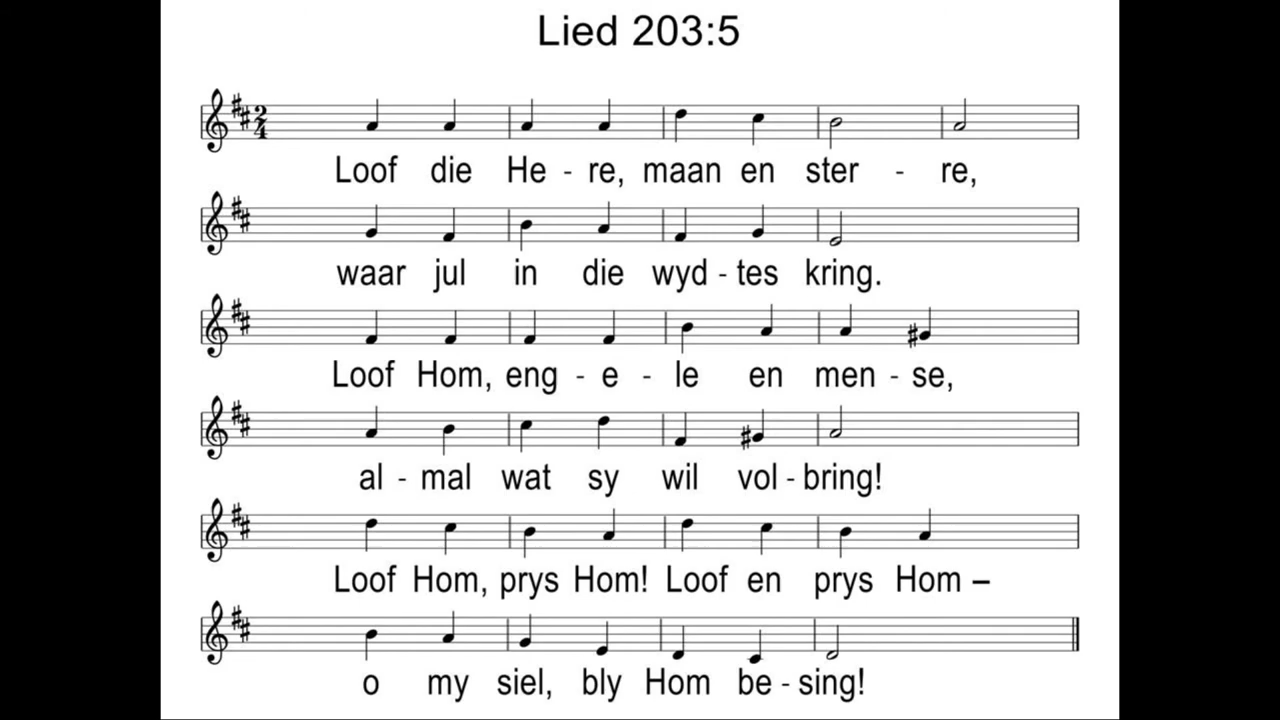 Lied 203:5
Loof die He - re, maan en ster - re,
waar jul in die wyd - tes kring.
Loof Hom, eng - e - le en men - se,
al - mal wat sy wil vol - bring!
Loof Hom, prys Hom! Loof en prys Hom –
o my siel, bly Hom be - sing!